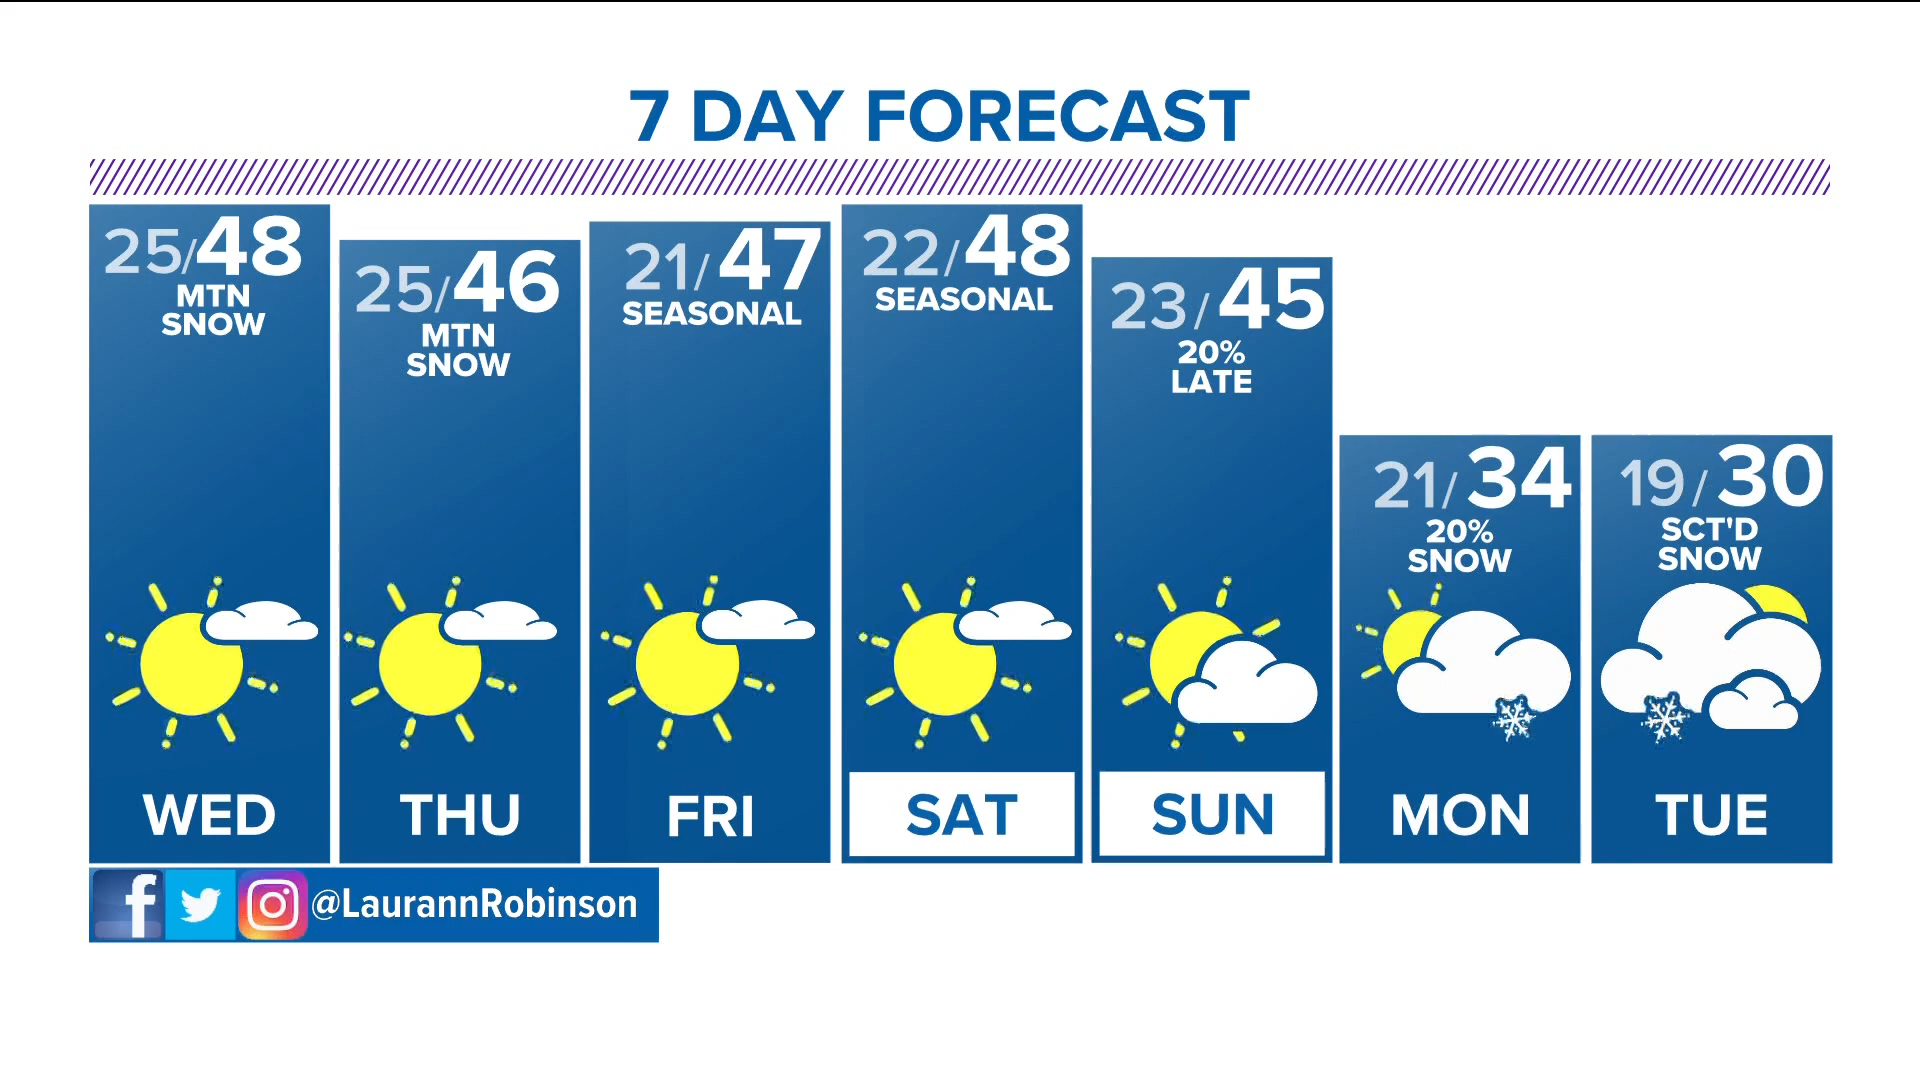 7 DAY FORECAST
25/48
MTN
SNOW
WED
25/46
MTN
SNOW
THU
21/47
SEASONAL
FRI
22/48
SEASONAL
SAT
23/45
20%
LATE
SUN
21/34
20%
SNOW
MON
19/30
SCT'D
SNOW
TUE
@LaurannRobinson